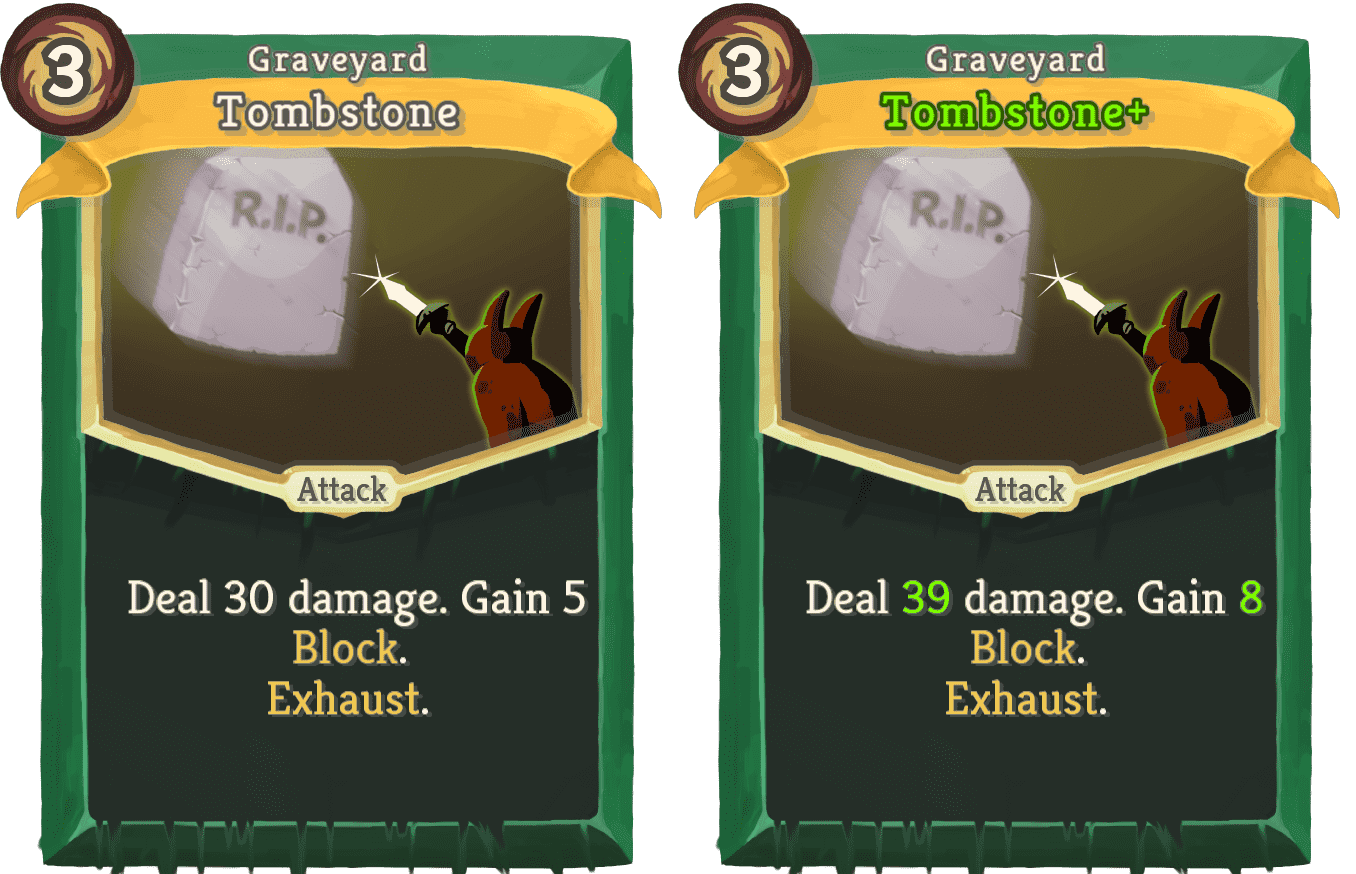 3
Graveyard
Tombstone
R.I.P.
Attack
Deal 30 damage. Gain 5
Block.
Exhaust.
3
Graveyard
Tombstone+
R.I.P.
Attack
Deal 39 damage. Gain 8
Block.
Exhaust.